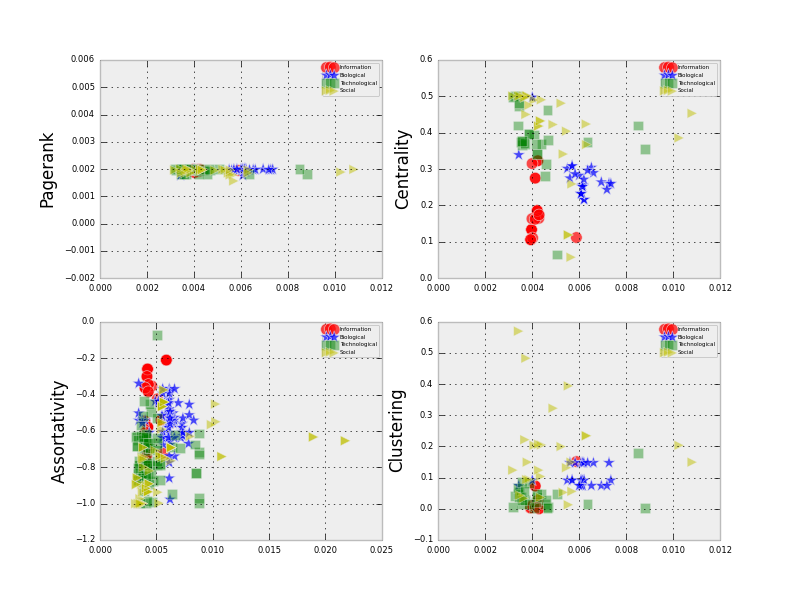 0.006
0.005
0.004
0.003
0.002
0.001
0.000
−0.001
−0.002
Pagerank
0.000 0.002 0.004 0.006 0.008 0.010 0.012
Information
Biological
Technological
Social
0.6
0.5
0.4
0.3
0.2
0.1
0.0
Centrality
0.000 0.002 0.004 0.006 0.008 0.010 0.012
Information
Biological
Technological
Social
0.0
−0.2
−0.4
−0.6
−0.8
−1.0
−1.2
Assortativity
0.000 0.005 0.010 0.015 0.020 0.025
Information
Biological
Technological
Social
0.6
0.5
0.4
0.3
0.2
0.1
0.0
−0.1
Clustering
0.000 0.002 0.004 0.006 0.008 0.010 0.012
Information
Biological
Technological
Social